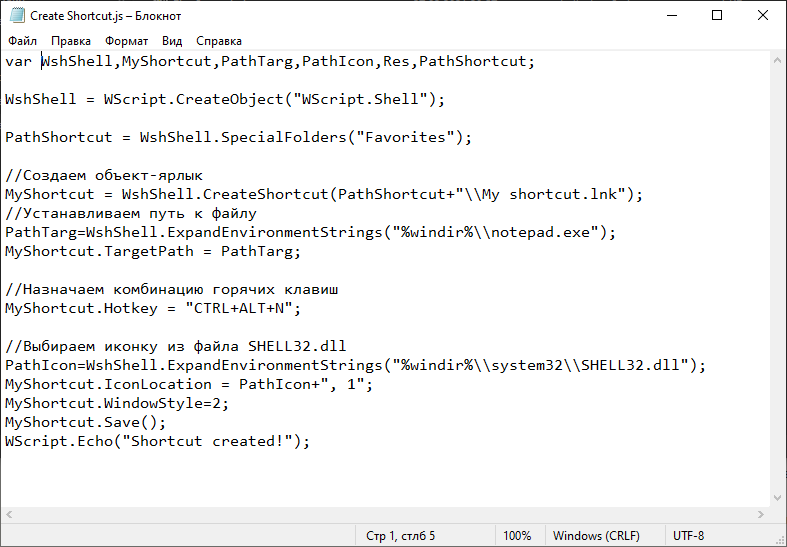 Create Shortcut.js – Блокнот
Файл Правка Формат Вид Справка
var WshShell,MyShortcut,PathTarg,PathIcon,Res,PathShortcut;
WshShell = WScript.CreateObject("WScript.Shell");
PathShortcut = WshShell.SpecialFolders("Favorites");
//Создаем объект-ярлык
MyShortcut = WshShell.CreateShortcut(PathShortcut+"\\My shortcut.lnk");
//Устанавливаем путь к файлу
PathTarg=WshShell.ExpandEnvironmentStrings("%windir%\\notepad.exe");
MyShortcut.TargetPath = PathTarg;
//Назначаем комбинацию горячих клавиш
MyShortcut.Hotkey = "CTRL+ALT+N";
//Выбираем иконку из файла SHELL32.dll
PathIcon=WshShell.ExpandEnvironmentStrings("%windir%\\system32\\SHELL32.dll");
MyShortcut.IconLocation = PathIcon+", 1";
MyShortcut.WindowStyle=2;
MyShortcut.Save();
WScript.Echo("Shortcut created!");
Стр 1, стлб 5 100% Windows (CRLF) UTF-8